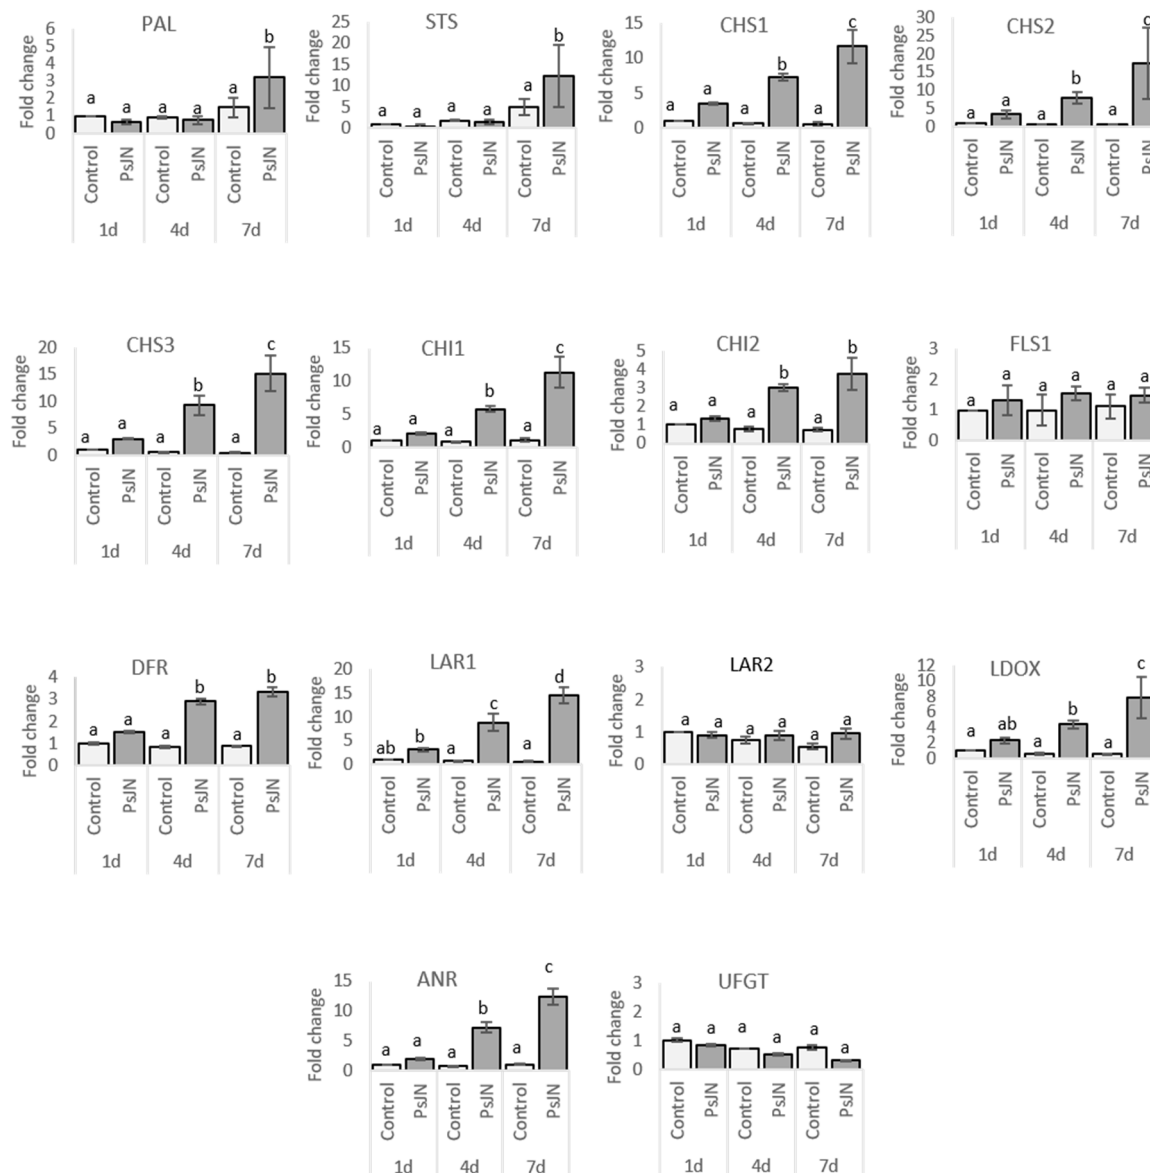 PAL
Fold change
6
5
4
3
2
1
0
a a a a a b
Control PsJN Control PsJN Control PsJN
1d 4d 7d
STS
Fold change
25
20
15
10
5
0
a a a a a b
Control PsJN Control PsJN Control PsJN
1d 4d 7d
CHS1
Fold change
15
10
5
0
a a a b a c
Control PsJN Control PsJN Control PsJN
1d 4d 7d
CHS2
Fold change
30
25
20
15
10
5
0
a a a b a c
Control PsJN Control PsJN Control PsJN
1d 4d 7d
CHS3
Fold change
20
15
10
5
0
a a a b a c
Control PsJN Control PsJN Control PsJN
1d 4d 7d
CHI1
Fold change
15
10
5
0
a a a b a c
Control PsJN Control PsJN Control PsJN
1d 4d 7d
CHI2
Fold change
5
4
3
2
1
0
a a a b a b
Control PsJN Control PsJN Control PsJN
1d 4d 7d
FLS1
Fold change
3
2
1
0
a a a a a a
Control PsJN Control PsJN Control PsJN
1d 4d 7d
DFR
Fold change
4
3
2
1
0
a a a b a b
Control PsJN Control PsJN Control PsJN
1d 4d 7d
LAR1
Fold change
20
15
10
5
0
ab b a c a d
Control PsJN Control PsJN Control PsJN
1d 4d 7d
LAR2
Fold change
3
2
1
0
a a a a a a
Control PsJN Control PsJN Control PsJN
1d 4d 7d
LDOX
Fold change
12
10
8
6
4
2
0
a ab a b a c
Control PsJN Control PsJN Control PsJN
1d 4d 7d
ANR
Fold change
15
10
5
0
a a a b a c
Control PsJN Control PsJN Control PsJN
1d 4d 7d
UFGT
Fold change
3
2
1
0
a a a a a a
Control PsJN Control PsJN Control PsJN
1d 4d 7d